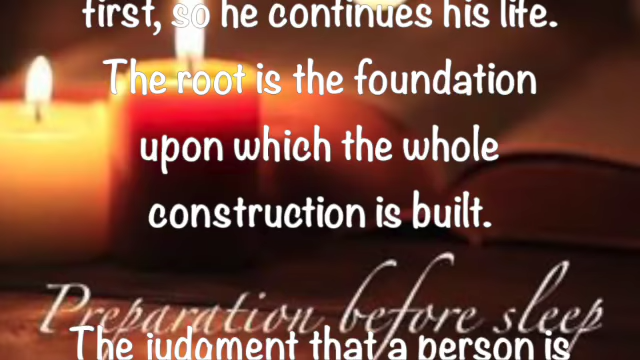 first, so he continues his life.
The root is the foundation
upon which the whole
construction is built.
Preparation before sleep
The judgment that a person is